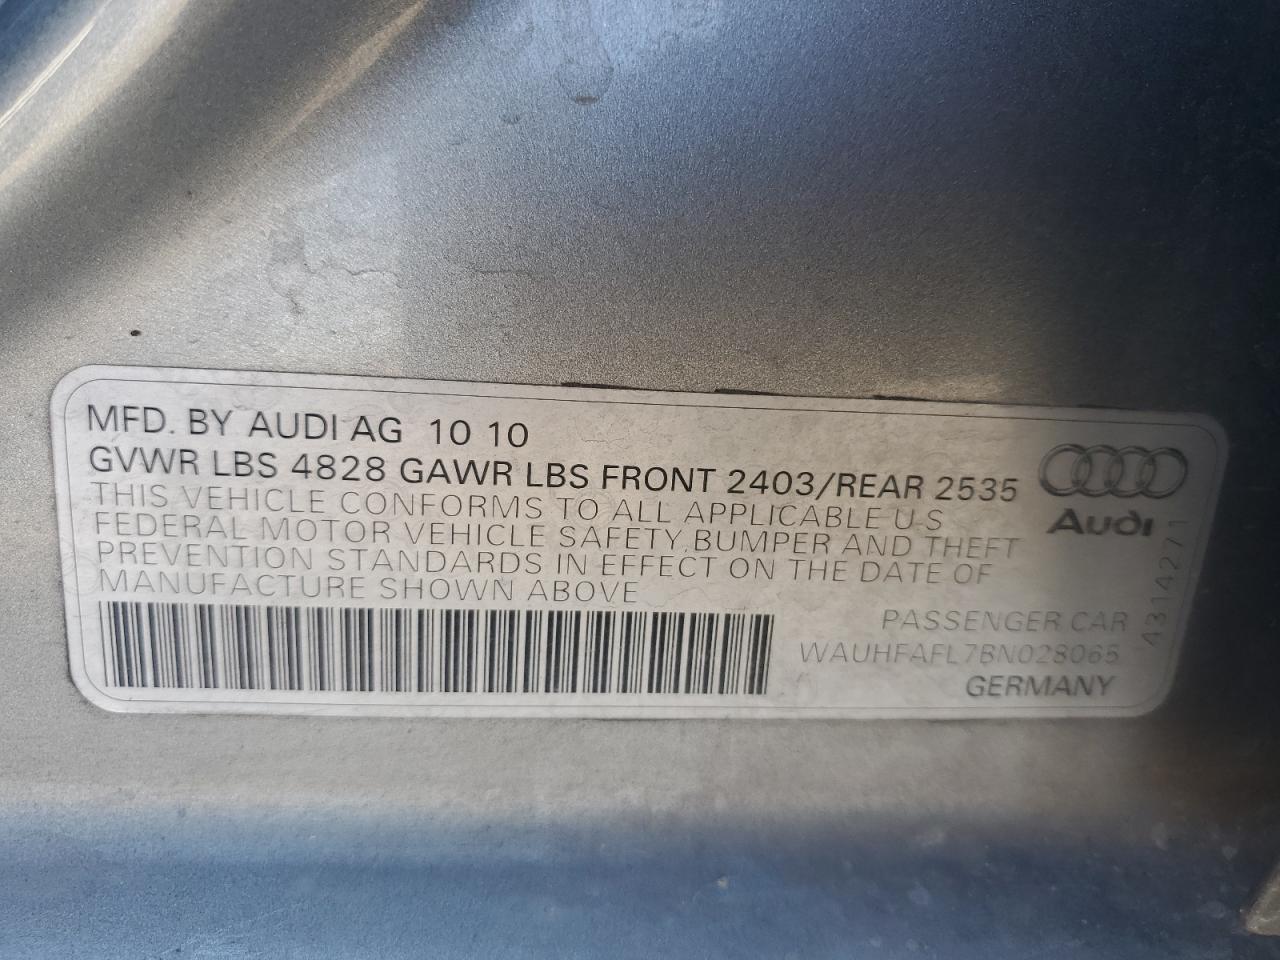 MFD. BY AUDI AG 10 10
GVWR LBS 4828 GAWR LBS FRONT 2403/REAR 2535
THIS VEHICLE CONFORMS TO ALL APPLICABLE U S
FEDERAL MOTOR VEHICLE SAFETY, BUMPER AND THEFT
PREVENTION STANDARDS IN EFFECT ON THE DATE OF
MANUFACTURE SHOWN ABOVE
Audi
4314271
PASSENGER CAR
WAUHFAFL7BN028065
GERMANY